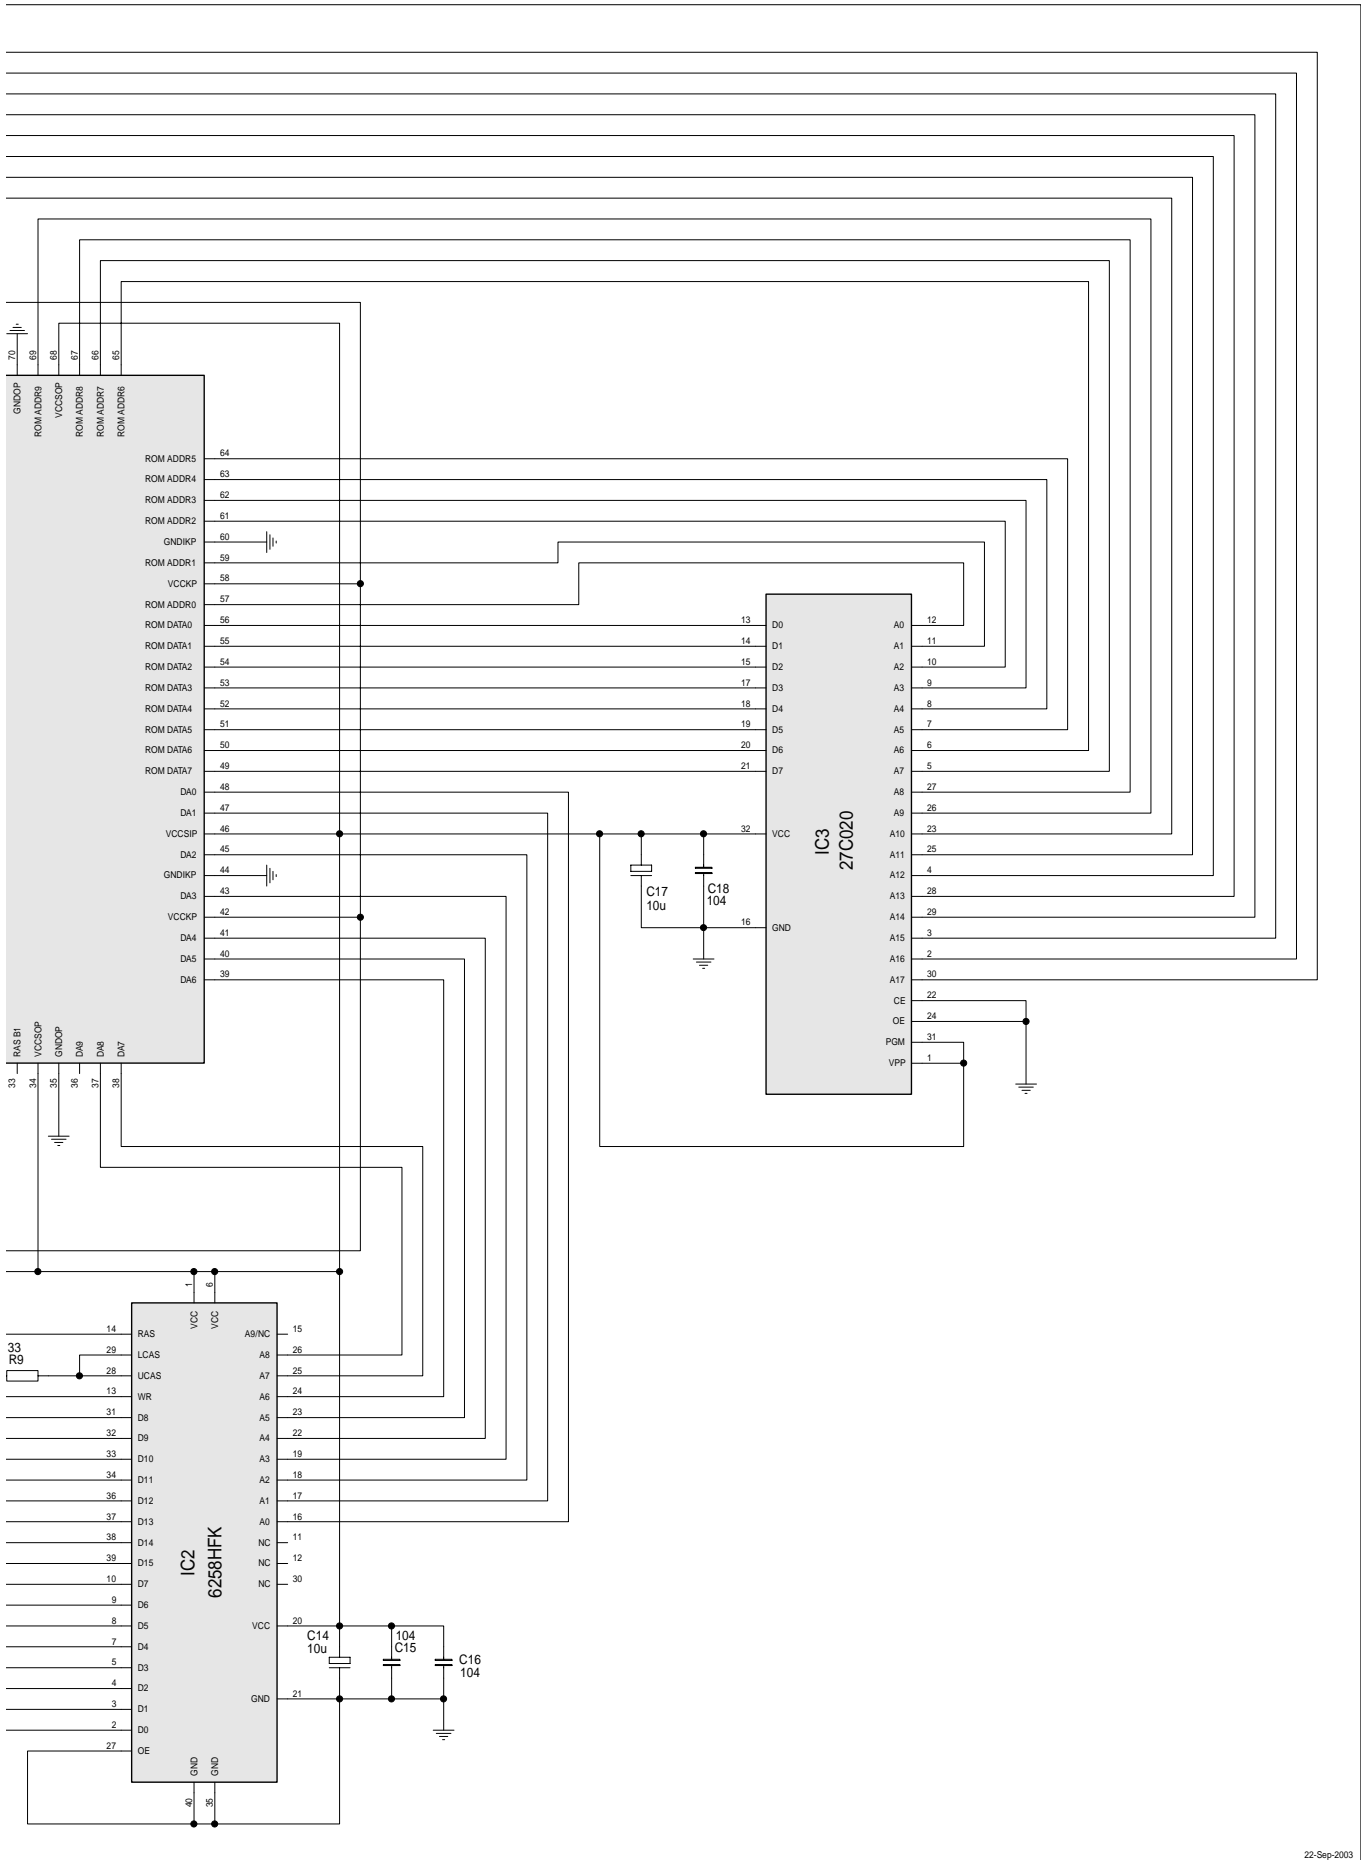 70
69
68
67
66
65
GNDOP
ROM ADDR9
VCCSOP
ROM ADDR8
ROM ADDR7
ROM ADDR6
ROM ADDR5 64
ROM ADDR4 63
ROM ADDR3 62
ROM ADDR2 61
GNDIKP 60
ROM ADDR1 59
VCCKP 58
ROM ADDR0 57
ROM DATA0 56
ROM DATA1 55
ROM DATA2 54
ROM DATA3 53
ROM DATA4 52
ROM DATA5 51
ROM DATA6 50
ROM DATA7 49
DA0 48
DA1 47
VCCSIP 46
DA2 45
GNDIKP 44
DA3 43
VCCKP 42
DA4 41
DA5 40
DA6 39
RAS B1
VCCSOP
GNDOP
DA9
DA8
DA7
33
34
35
36
37
38
13 D0
14 D1
15 D2
17 D3
18 D4
19 D5
20 D6
21 D7
32 VCC
16 GND
IC3
27C020
A0 12
A1 11
A2 10
A3 9
A4 8
A5 7
A6 6
A7 5
A8 27
A9 26
A10 23
A11 25
A12 4
A13 28
A14 29
A15 3
A16 2
A17 30
CE 22
OE 24
PGM 31
VPP 1
C17
10u
C18
104
1
6
VCC
VCC
33
R9
14 RAS
29 LCAS
28 UCAS
13 WR
31 D8
32 D9
33 D10
34 D11
36 D12
37 D13
38 D14
39 D15
10 D7
9 D6
8 D5
7 D4
5 D3
4 D2
3 D1
2 D0
27 OE
IC2
6258HFK
A9/NC 15
A8 26
A7 25
A6 24
A5 23
A4 22
A3 19
A2 18
A1 17
A0 16
NC 11
NC 12
NC 30
VCC 20
GND 21
GND
GND
40
35
C14
10u
104
C15
C16
104
22-Sep-2003